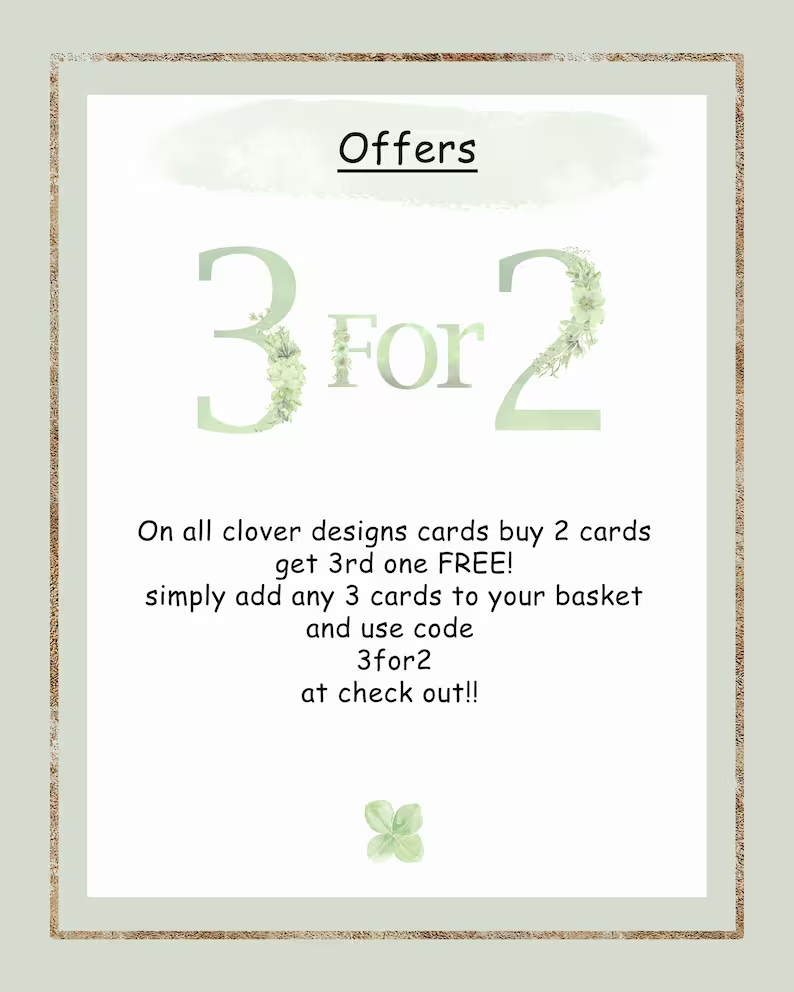 Offers
3 For 2
On all clover designs cards buy 2 cards
get 3rd one FREE!
simply add any 3 cards to your basket
and use code
3for2
at check out!!